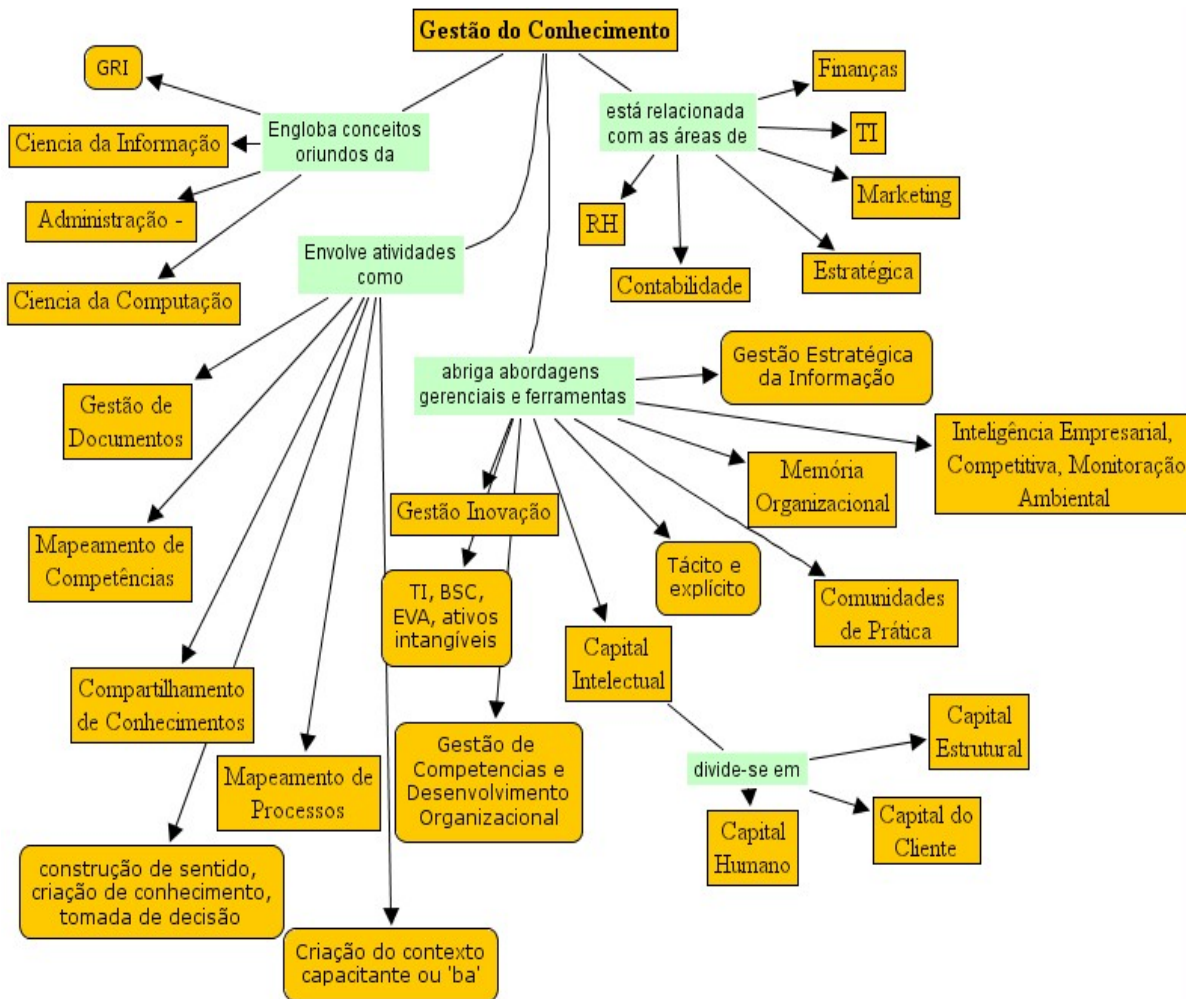 Gestão do Conhecimento
GRI
Engloba conceitos
oriundos da
Ciencia da Informação
Administração -
Ciencia da Computação
está relacionada
com as áreas de
Finanças
TI
Marketing
Estratégica
Contabilidade
RH
Envolve atividades
como
Gestão de
Documentos
Mapeamento de
Competências
Compartilhamento
de Conhecimentos
Mapeamento de
Processos
construção de sentido,
criação de conhecimento,
tomada de decisão
Criação do contexto
capacitante ou 'ba'
abriga abordagens
gerenciais e ferramentas
Gestão Estratégica
da Informação
Inteligência Empresarial,
Competitiva, Monitoração
Ambiental
Memória
Organizacional
Gestão Inovação
Tácito e
explícito
Comunidades
de Prática
TI, BSC,
EVA, ativos
intangíveis
Capital
Intelectual
Gestão de
Competencias e
Desenvolvimento
Organizacional
divide-se em
Capital
Estrutural
Capital do
Cliente
Capital
Humano